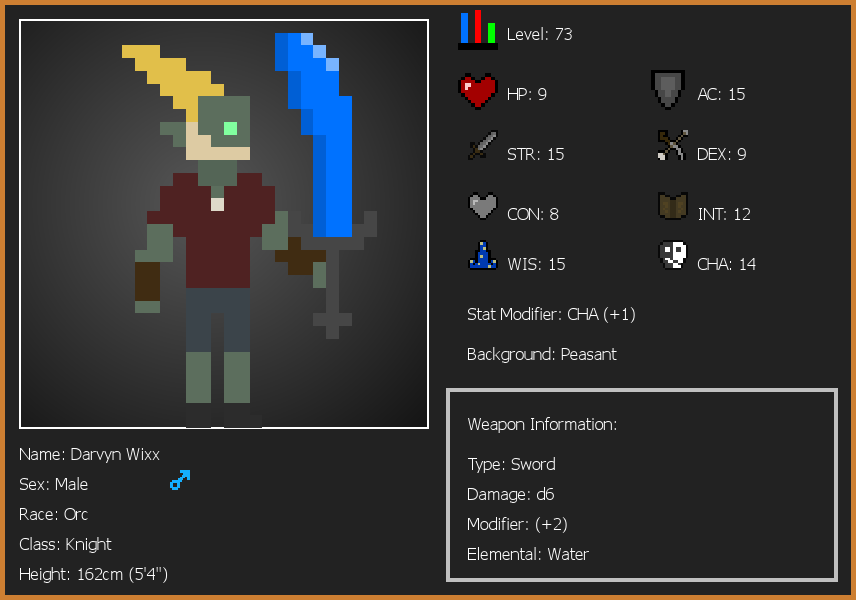 Level: 73
HP: 9
AC: 15
STR: 15
DEX: 9
CON: 8
INT: 12
WIS: 15
CHA: 14
Stat Modifier: CHA (+1)
Background: Peasant
Weapon Information:
Type: Sword
Damage: d6
Modifier: (+2)
Elemental: Water
Name: Darvyn Wixx
Sex: Male
Race: Orc
Class: Knight
Height: 162cm (5'4")